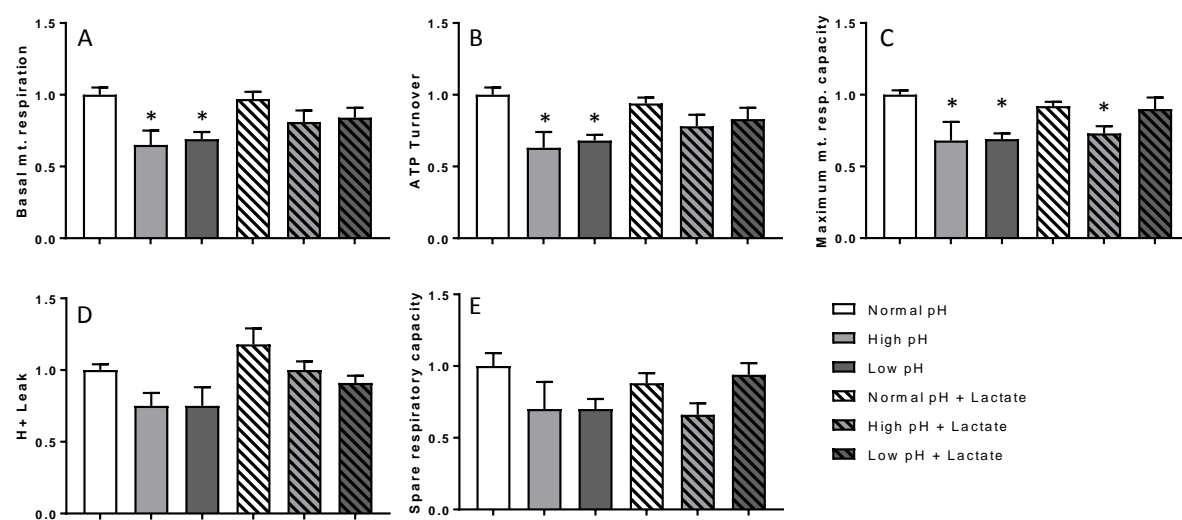 A
Basal mt. respiration
1.5
1.0
0.5
0.0
* *
B
ATP Turnover
1.5
1.0
0.5
0.0
* *
C
Maximum mt. resp. capacity
1.5
1.0
0.5
0.0
* * *
D
H+ Leak
1.5
1.0
0.5
0.0
E
Spare respiratory capacity
1.5
1.0
0.5
0.0
Normal pH
High pH
Low pH
Normal pH + Lactate
High pH + Lactate
Low pH + Lactate